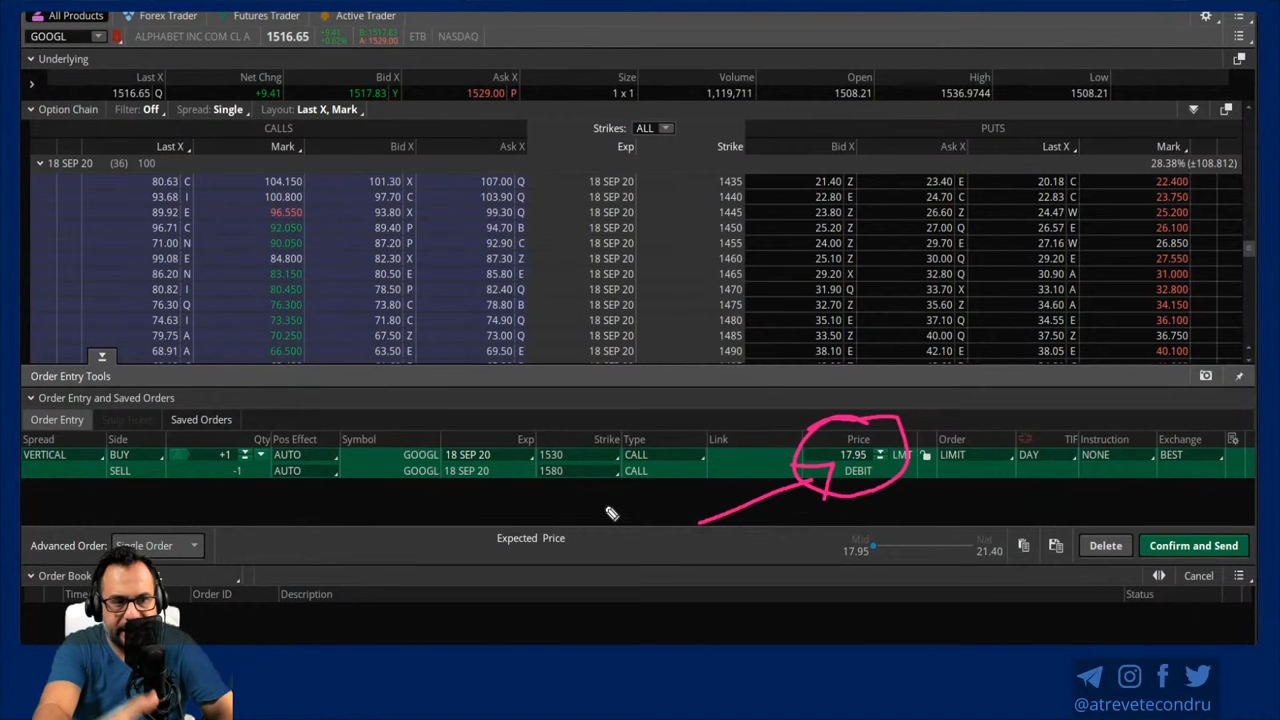 All Products Forex Trader Futures Trader Active Trader
GOOGL ALPHABET INC COM CL A 1516.65 +9.41 +0.62% B: 1517.83 A: 1529.00 ETB NASDAQ
Underlying
Last X Net Chng Bid X Ask X Size Volume Open High Low
1516.65 Q +9.41 1517.83 Y 1529.00 P 1 x 1 1,119,711 1508.21 1536.9744 1508.21
Option Chain Filter: Off Spread: Single Layout: Last X, Mark
CALLS Strikes: ALL PUTS
Last X Mark Bid X Ask X Exp Strike Bid X Ask X Last X Mark
18 SEP 20 (36) 100 28.38% (±108.812)
80.63 C 104.150 101.30 X 107.00 Q 18 SEP 20 1435 21.40 Z 23.40 E 20.18 C 22.400
93.68 I 100.800 97.70 C 103.90 Q 18 SEP 20 1440 22.80 E 24.70 C 22.83 C 23.750
89.92 E 96.550 93.80 X 99.30 Q 18 SEP 20 1445 23.80 Z 26.60 Z 24.47 W 25.200
96.71 C 92.050 89.40 P 94.70 B 18 SEP 20 1450 25.20 Z 27.00 Q 26.57 E 26.100
71.00 N 90.050 87.20 P 92.90 C 18 SEP 20 1455 24.00 Z 29.70 E 27.16 W 26.850
99.08 E 84.800 82.30 X 87.30 Z 18 SEP 20 1460 25.10 Z 30.00 Q 29.20 E 27.550
86.20 N 83.150 80.50 E 85.80 E 18 SEP 20 1465 29.20 X 32.80 Q 30.90 A 31.000
80.82 I 80.450 78.50 P 82.40 Q 18 SEP 20 1470 31.90 Q 33.70 X 33.10 A 32.800
76.30 Q 76.300 73.80 C 78.80 B 18 SEP 20 1475 32.70 Z 35.60 Z 34.60 A 34.150
74.63 I 73.350 71.80 C 74.90 Q 18 SEP 20 1480 35.10 E 37.10 Q 34.55 E 36.100
79.75 A 70.250 67.50 Z 73.00 C 18 SEP 20 1485 33.50 Z 40.00 Q 37.50 Z 36.750
68.91 A 66.500 63.50 E 69.50 E 18 SEP 20 1490 38.10 E 42.10 E 38.05 E 40.100
Order Entry Tools
Order Entry and Saved Orders
Order Entry Saved Orders
Spread Side Qty Pos Effect Symbol Exp Strike Type Link Price Order TIF Instruction Exchange
VERTICAL BUY +1 AUTO GOOGL 18 SEP 20 1530 CALL 17.95 LMT LIMIT DAY NONE BEST
SELL -1 AUTO GOOGL 18 SEP 20 1580 CALL DEBIT
Expected Price
Advanced Order: Single Order Mid 17.95 Nat 21.40 Delete Confirm and Send
Order Book Cancel
Order ID Description Status
@atrevetecondru